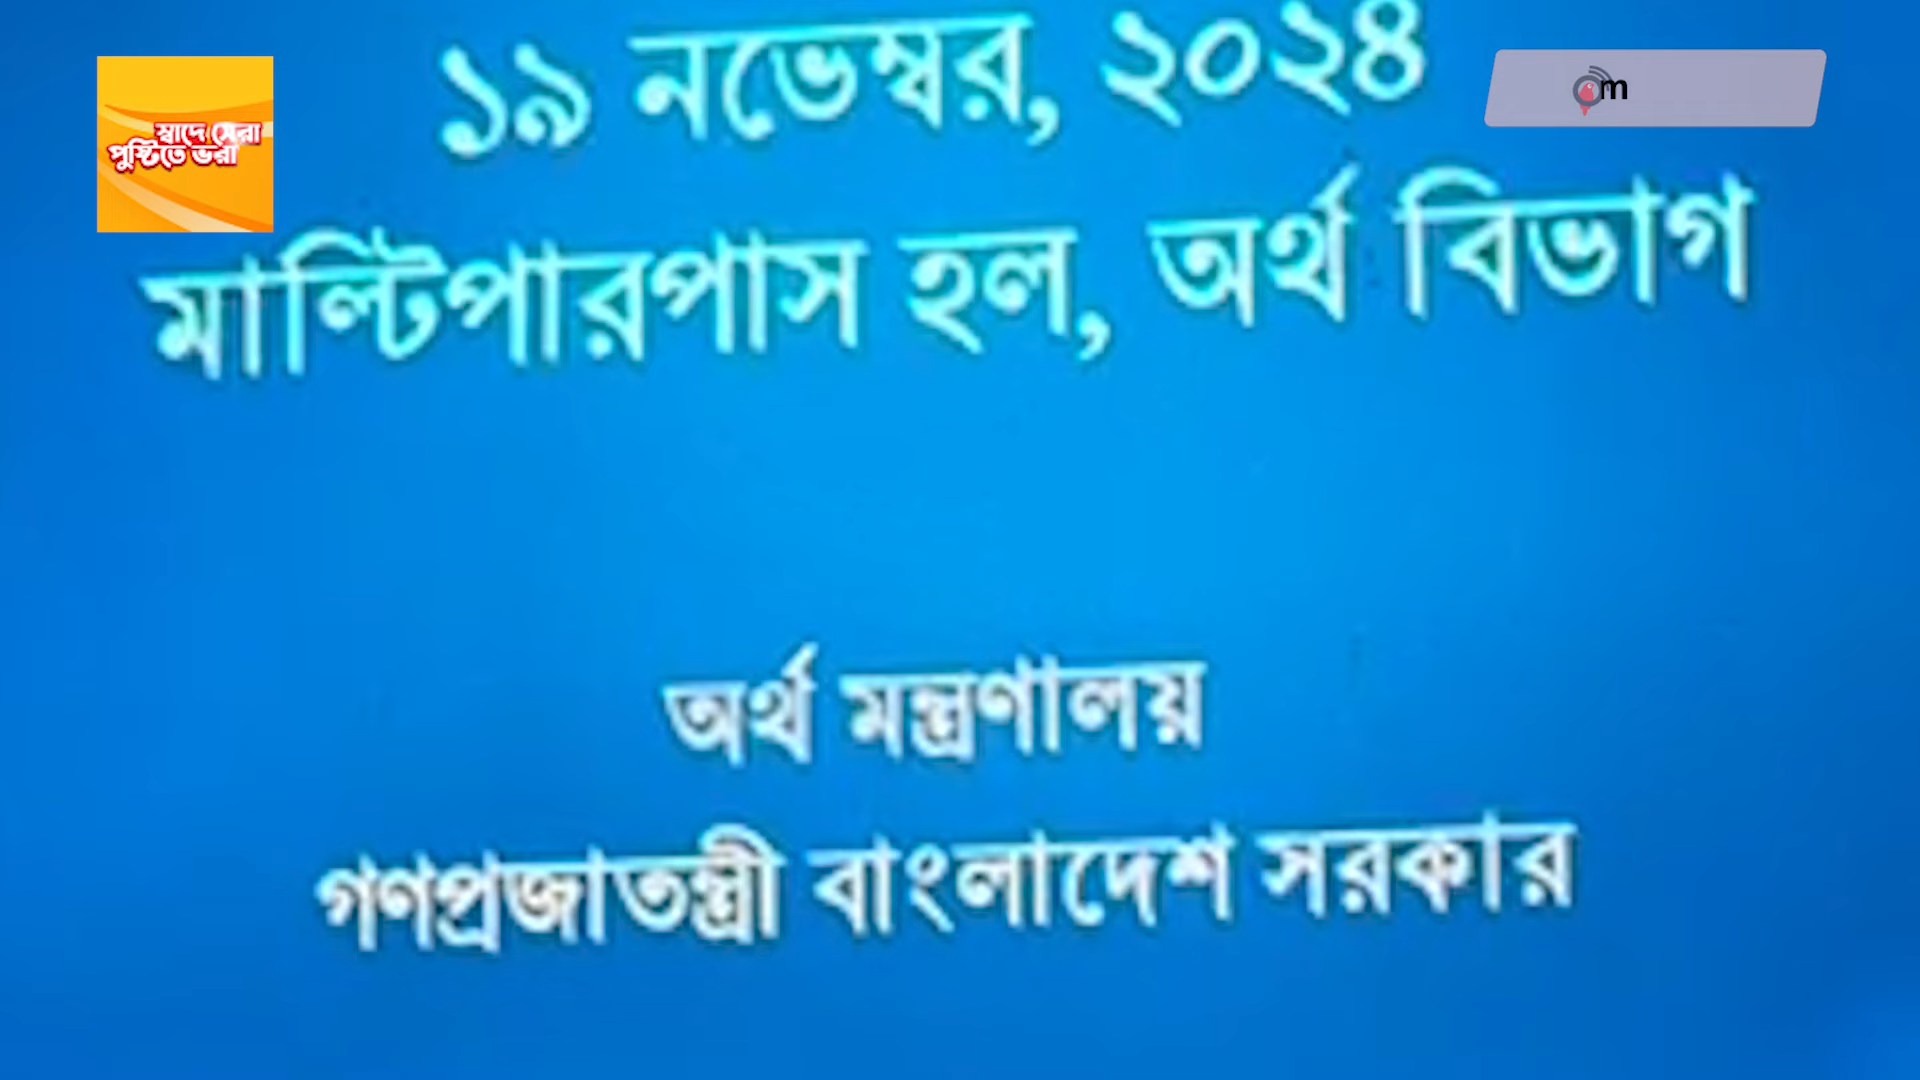 ১৯ নভেম্বর, ২০২৪
স্বাদে সেরা
পুষ্টিতে ভরা
m
মাল্টিপারপাস হল, অর্থ বিভাগ
অর্থ মন্ত্রণালয়
গণপ্রজাতন্ত্রী বাংলাদেশ সরকার